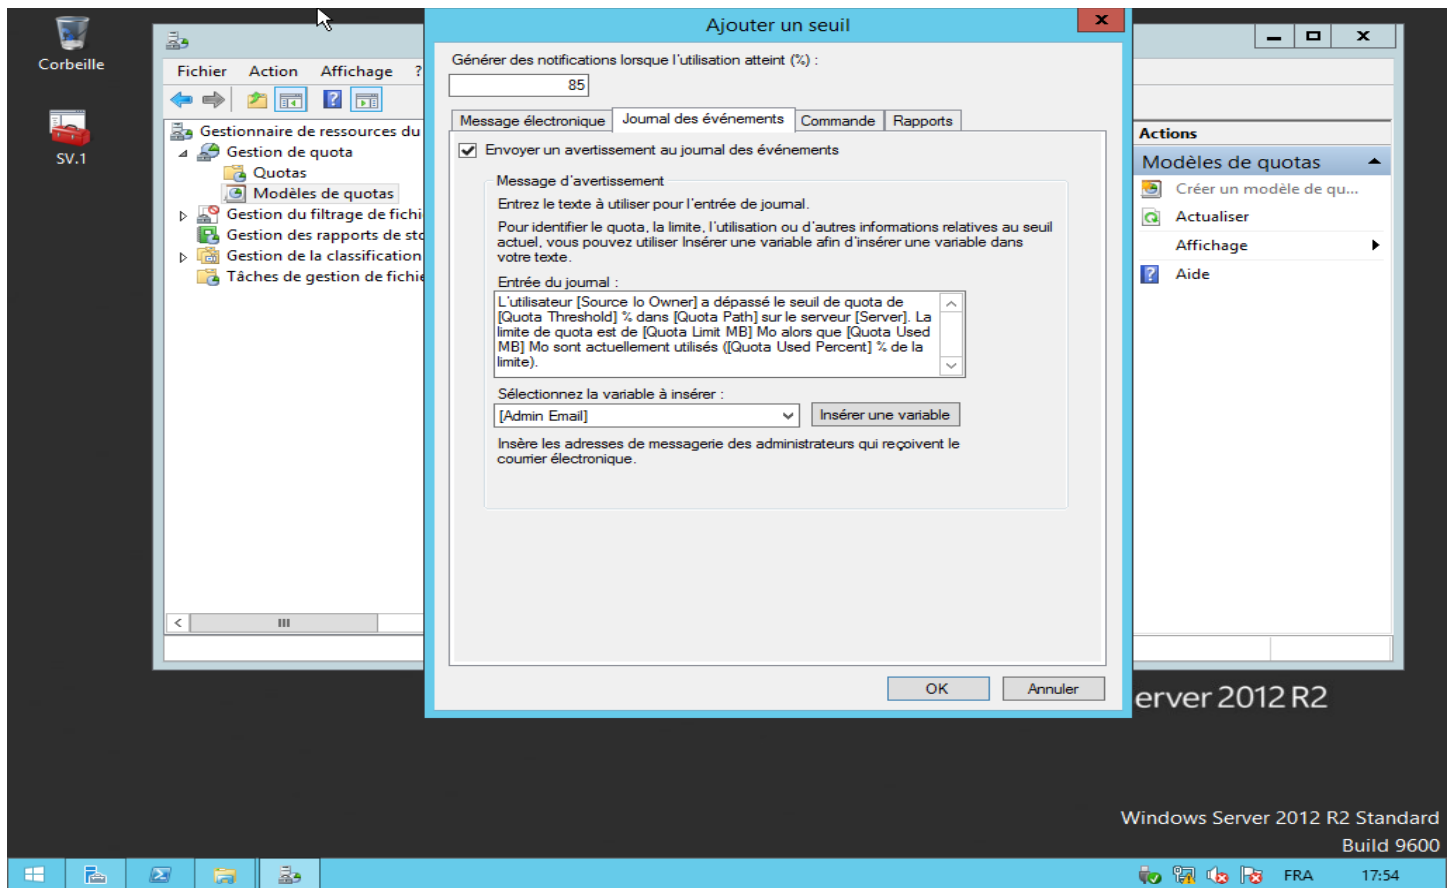 Corbeille
SV.1
Fichier Action Affichage ?
Gestionnaire de ressources du
Gestion de quota
Quotas
Modèles de quotas
Gestion du filtrage de fichi
Gestion des rapports de sto
Gestion de la classification
Tâches de gestion de fichie
Ajouter un seuil
Générer des notifications lorsque l'utilisation atteint (%) :
85
Message électronique Journal des événements Commande Rapports
Envoyer un avertissement au journal des événements
Message d'avertissement
Entrez le texte à utiliser pour l'entrée de journal.
Pour identifier le quota, la limite, l'utilisation ou d'autres informations relatives au seuil
actuel, vous pouvez utiliser Insérer une variable afin d'insérer une variable dans
votre texte.
Entrée du journal :
L'utilisateur [Source Io Owner] a dépassé le seuil de quota de
[Quota Threshold] % dans [Quota Path] sur le serveur [Server]. La
limite de quota est de [Quota Limit MB] Mo alors que [Quota Used
MB] Mo sont actuellement utilisés ([Quota Used Percent] % de la
limite).
Sélectionnez la variable à insérer :
[Admin Email] Insérer une variable
Insère les adresses de messagerie des administrateurs qui reçoivent le
courrier électronique.
OK Annuler
Actions
Modèles de quotas
Créer un modèle de qu...
Actualiser
Affichage
Aide
erver 2012 R2
Windows Server 2012 R2 Standard
Build 9600
FRA 17:54